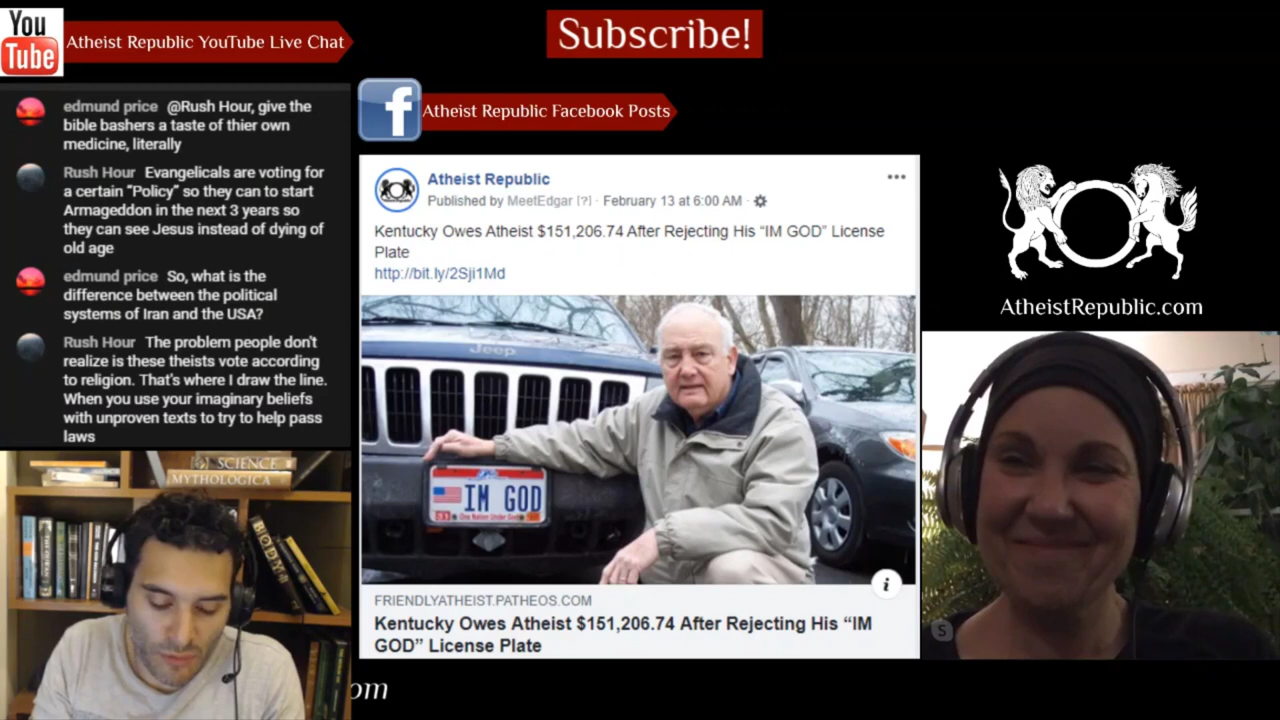 You
Tube
Atheist Republic YouTube Live Chat
Subscribe!
edmund price @Rush Hour, give the
bible bashers a taste of thier own
medicine, literally
Rush Hour Evangelicals are voting for
a certain "Policy" so they can to start
Armageddon in the next 3 years so
they can see Jesus instead of dying of
old age
edmund price So, what is the
difference between the political
systems of Iran and the USA?
Rush Hour The problem people don't
realize is these theists vote according
to religion. That's where I draw the line.
When you use your imaginary beliefs
with unproven texts to try to help pass
laws
f
Atheist Republic Facebook Posts
Atheist Republic
Published by MeetEdgar [?] · February 13 at 6:00 AM ·
Kentucky Owes Atheist $151,206.74 After Rejecting His “IM GOD” License
Plate
http://bit.ly/2Sji1Md
Jeep
IM GOD
One Nation Under God
i
FRIENDLYATHEIST.PATHEOS.COM
Kentucky Owes Atheist $151,206.74 After Rejecting His “IM
GOD” License Plate
AtheistRepublic.com
S
SCIENCE
MYTHOLOGICA
om